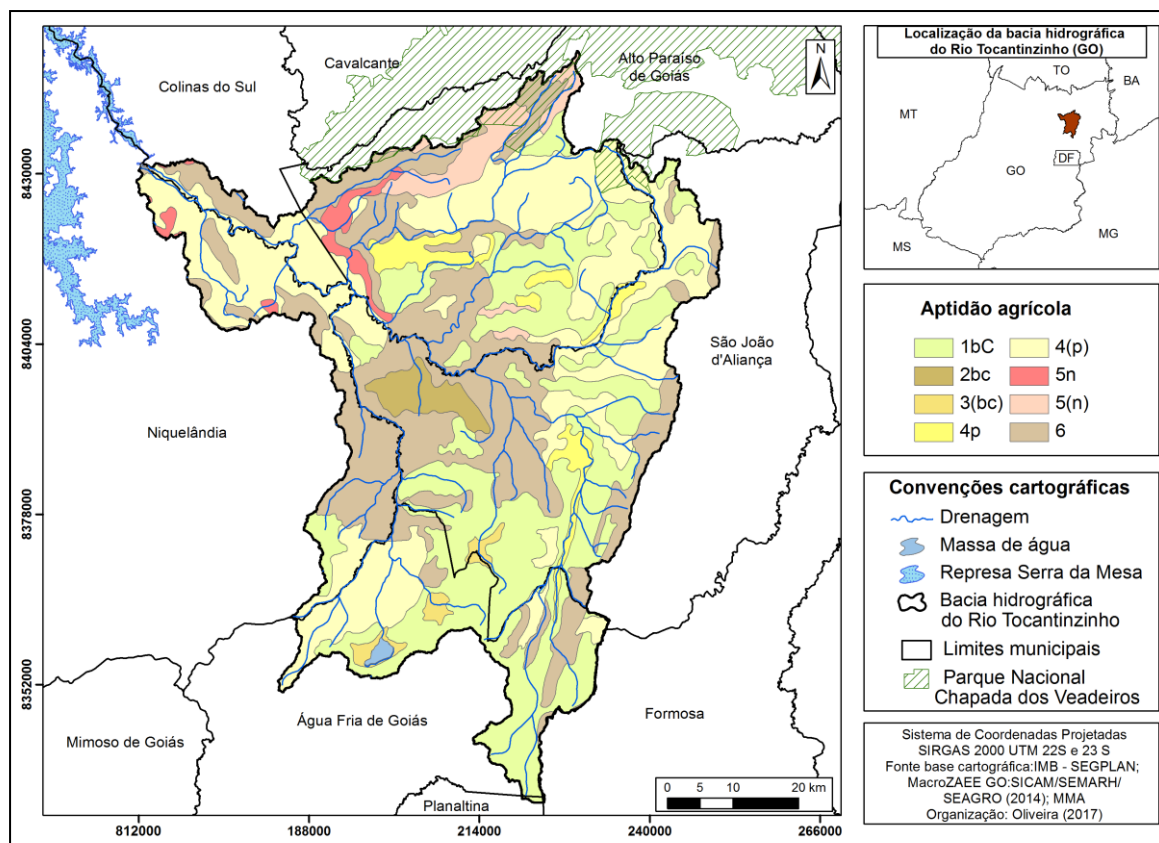 Colinas do Sul
Cavalcante
Alto Paraíso
de Goiás
N
São João
d'Aliança
Niquelândia
Água Fria de Goiás
Mimoso de Goiás
Formosa
Planaltina
0 5 10 20 km
8430000
8404000
8378000
8352000
812000 188000 214000 240000 266000
Localização da bacia hidrográfica
do Rio Tocantinzinho (GO)
TO
BA
MT
DF
GO
MG
MS
Aptidão agrícola
1bC 4(p)
2bc 5n
3(bc) 5(n)
4p 6
Convenções cartográficas
Drenagem
Massa de água
Represa Serra da Mesa
Bacia hidrográfica
do Rio Tocantinzinho
Limites municipais
Parque Nacional
Chapada dos Veadeiros
Sistema de Coordenadas Projetadas
SIRGAS 2000 UTM 22S e 23 S
Fonte base cartográfica:IMB - SEGPLAN;
MacroZAEE GO:SICAM/SEMARH/
SEAGRO (2014); MMA
Organização: Oliveira (2017)